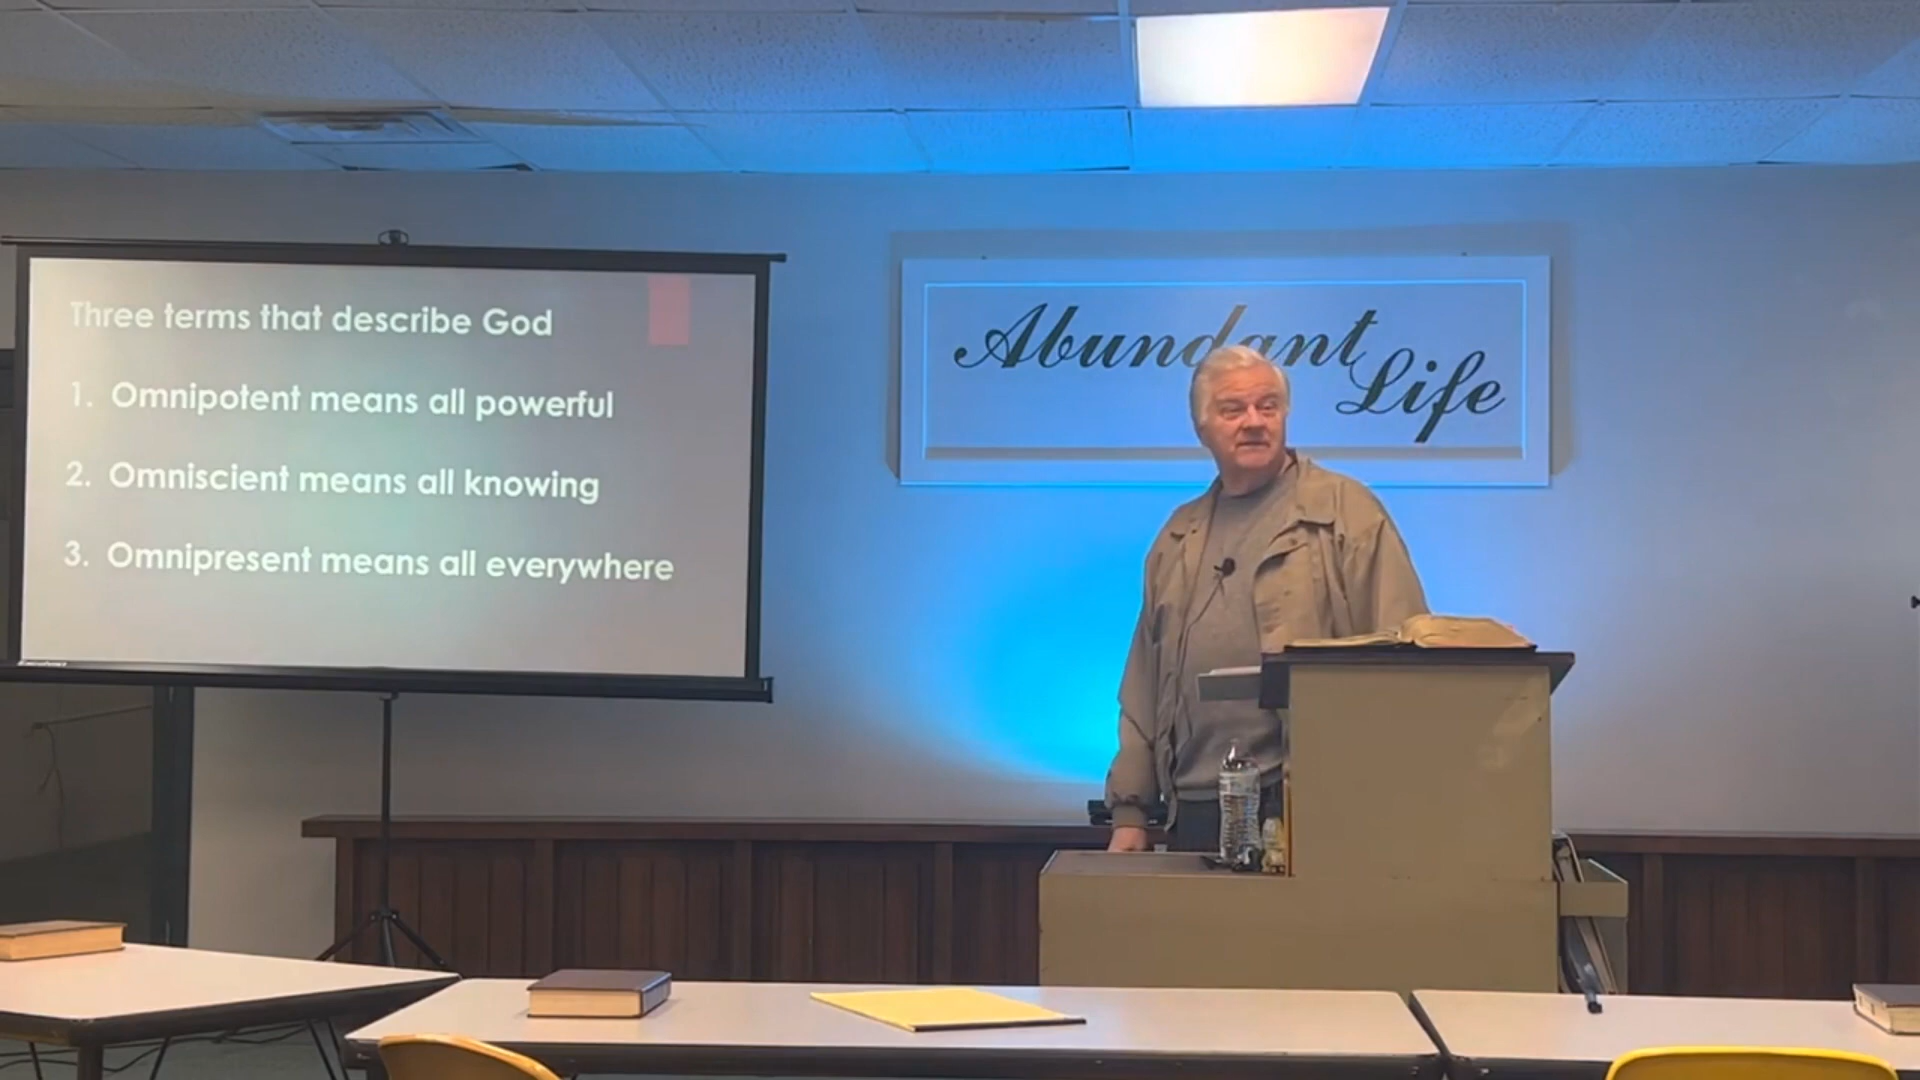 Three terms that describe God
1. Omnipotent means all powerful
2. Omniscient means all knowing
3. Omnipresent means all everywhere
Abundant
Life